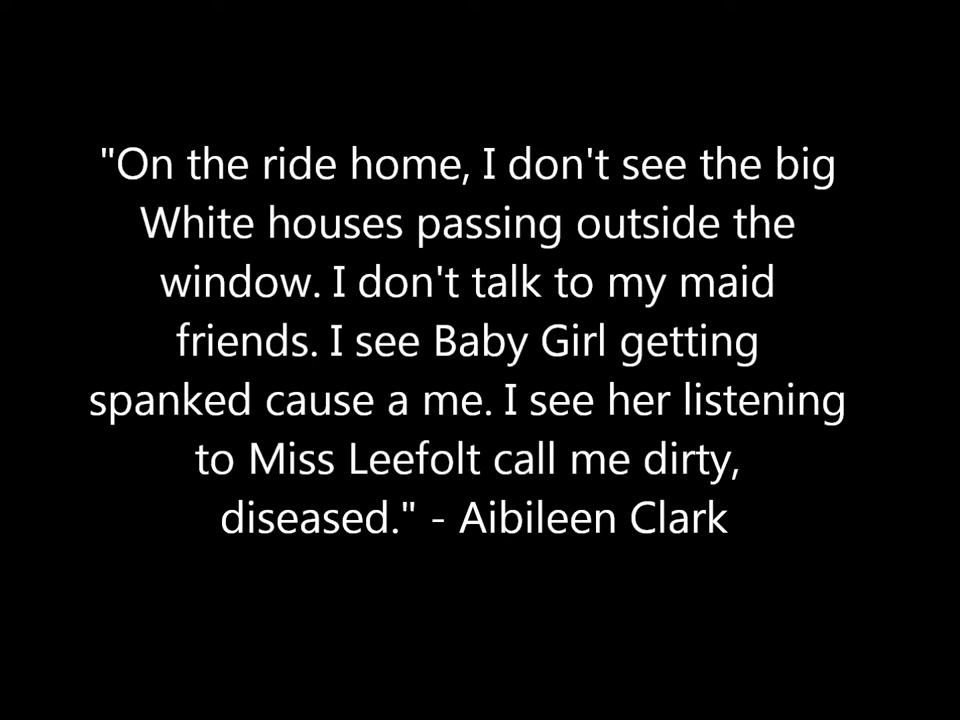 "On the ride home, I don't see the big
White houses passing outside the
window. I don't talk to my maid
friends. I see Baby Girl getting
spanked cause a me. I see her listening
to Miss Leefolt call me dirty,
diseased." - Aibileen Clark